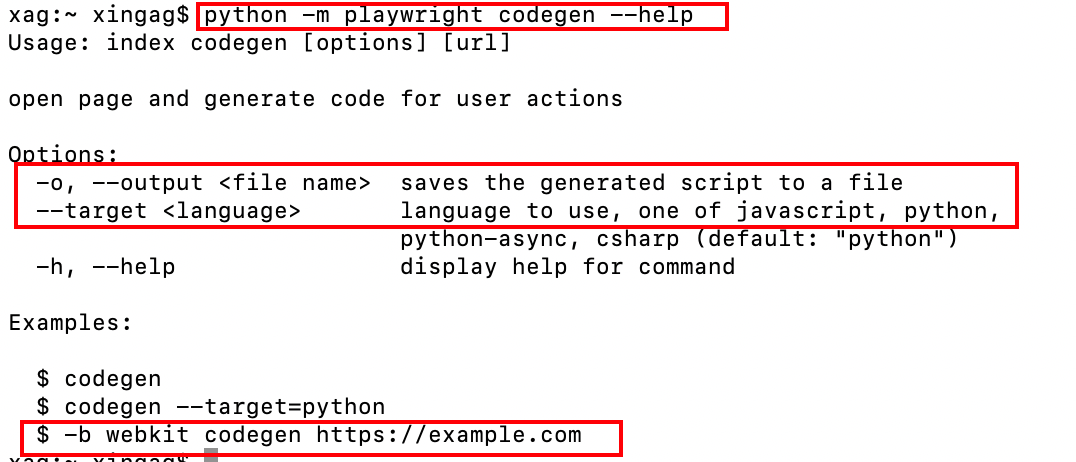 xag:~ xingag$ python -m playwright codegen --help
Usage: index codegen [options] [url]
open page and generate code for user actions
Options:
-o, --output <file name> saves the generated script to a file
--target <language> language to use, one of javascript, python,
python-async, csharp (default: "python")
-h, --help display help for command
Examples:
$ codegen
$ codegen --target=python
$ -b webkit codegen https://example.com
xag:~ xingag$